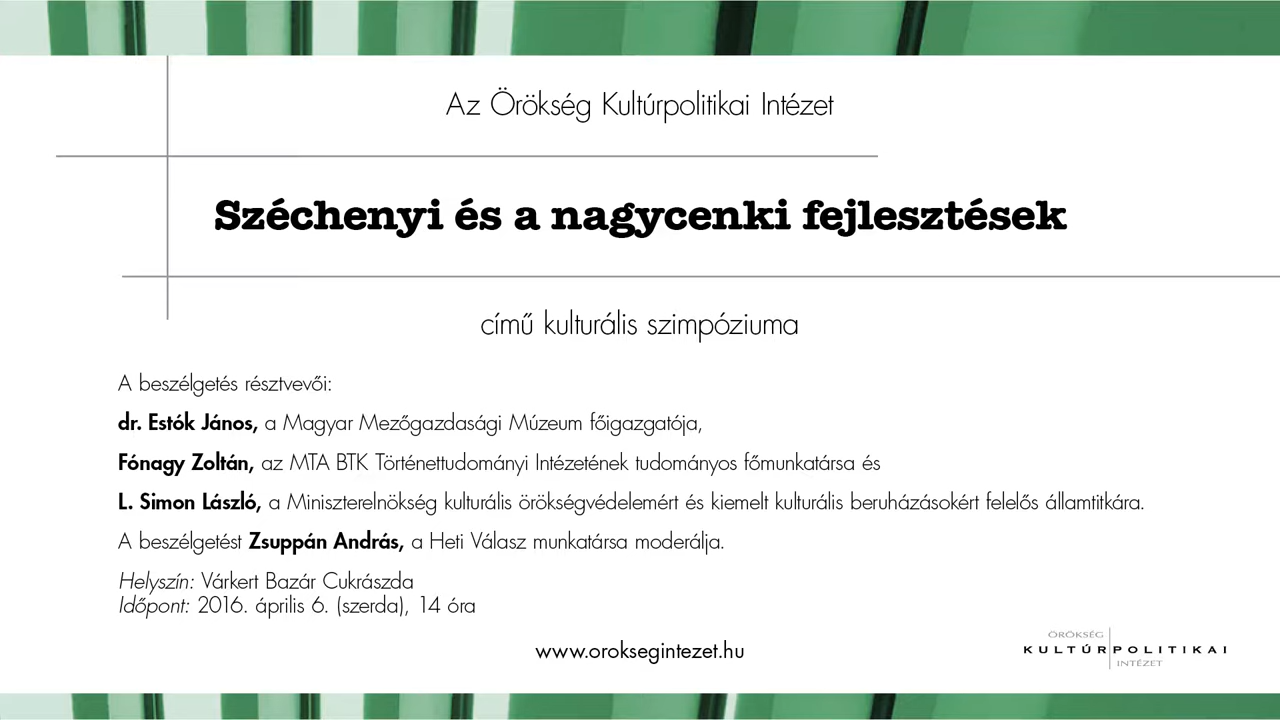 Az Örökség Kultúrpolitikai Intézet
Széchenyi és a nagycenki fejlesztések
című kulturális szimpóziuma
A beszélgetés résztvevői:
dr. Estók János, a Magyar Mezőgazdasági Múzeum főigazgatója,
Fónagy Zoltán, az MTA BTK Történettudományi Intézetének tudományos főmunkatársa és
L. Simon László, a Miniszterelnökség kulturális örökségvédelemért és kiemelt kulturális beruházásokért felelős államtitkára.
A beszélgetést Zsuppán András, a Heti Válasz munkatársa moderálja.
Helyszín: Várkert Bazár Cukrászda
Időpont: 2016. április 6. (szerda), 14 óra
www.oroksegintezet.hu
ÖRÖKSÉG
KULTÚRPOLITIKAI
INTÉZET